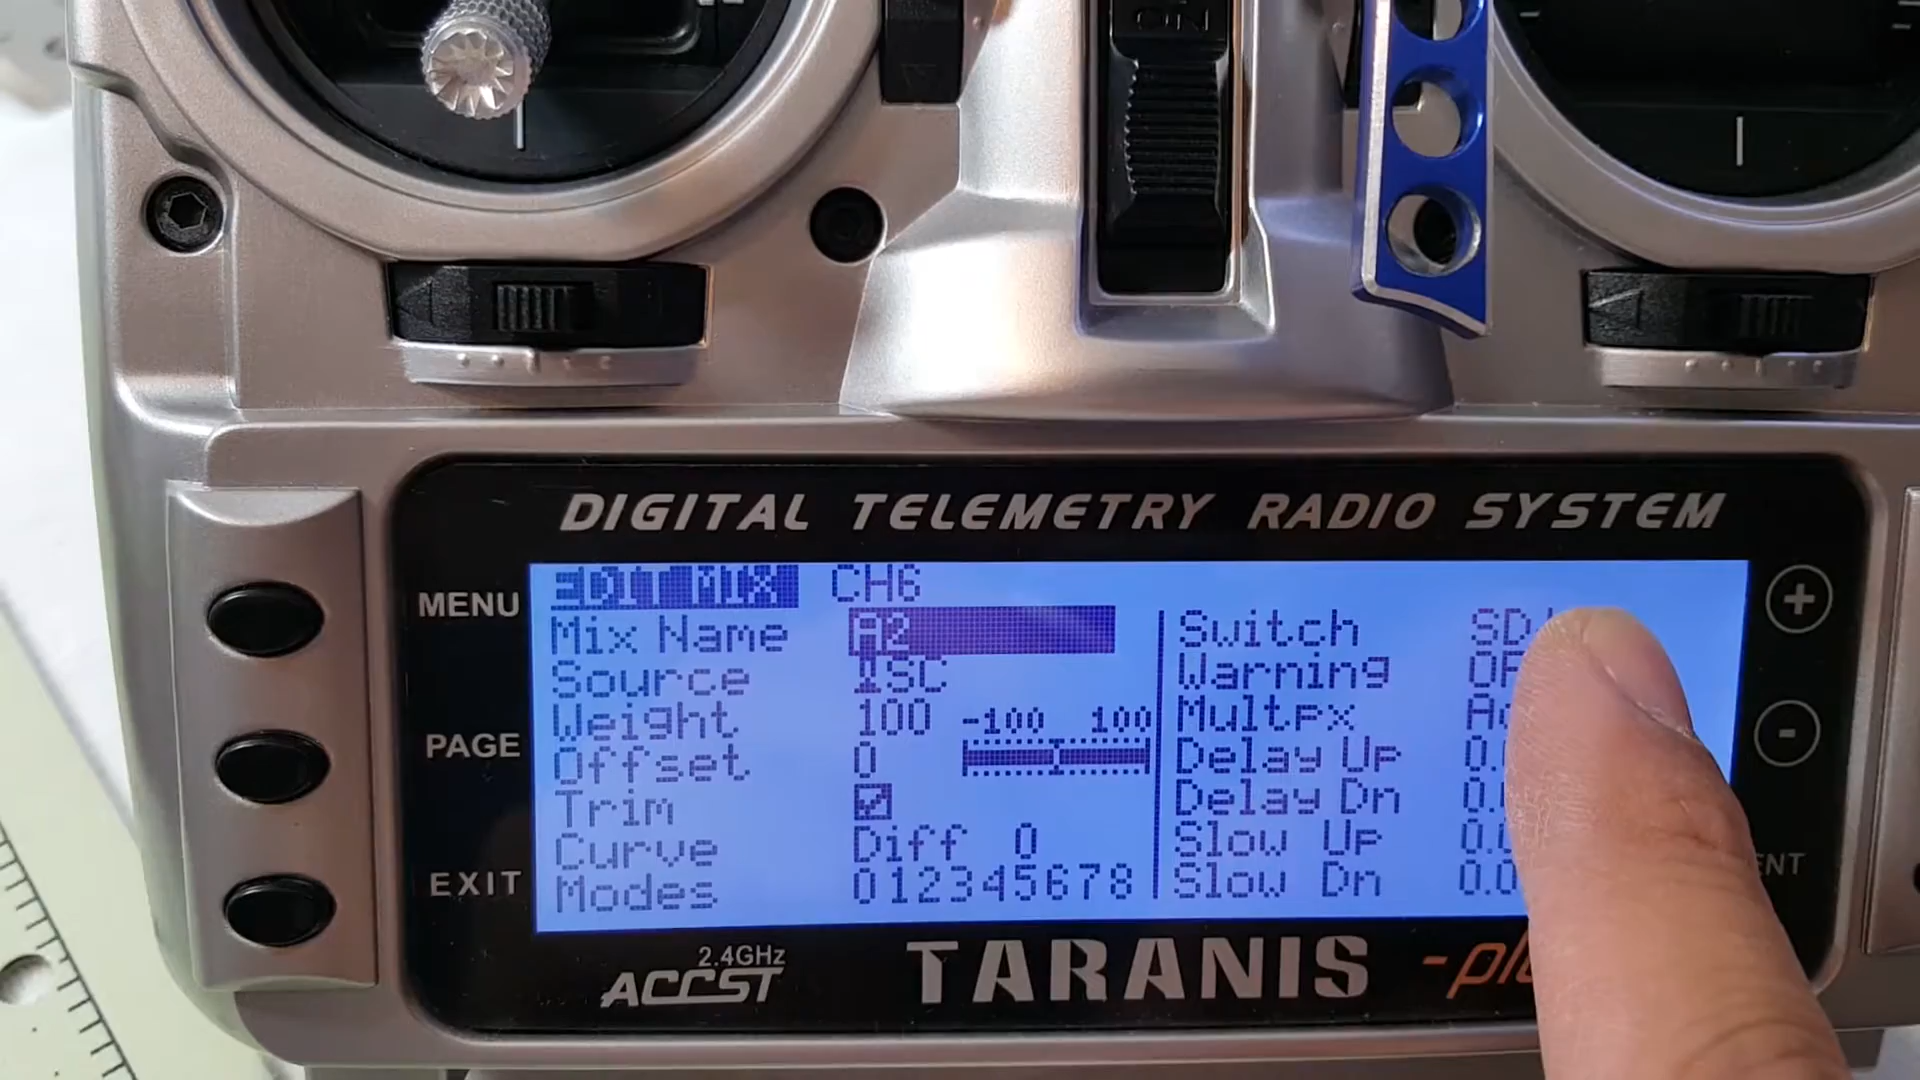 ON
DIGITAL TELEMETRY RADIO SYSTEM
MENU
PAGE
EXIT
EDIT MIX CH6
Mix Name A2
Source SC
Weight 100 -100 100
Offset 0
Trim
Curve Diff 0
Modes 012345678
Switch SD
Warning
Multpx
Delay Up
Delay Dn
Slow Up
Slow Dn
+
-
2.4GHz
ACCST
TARANIS